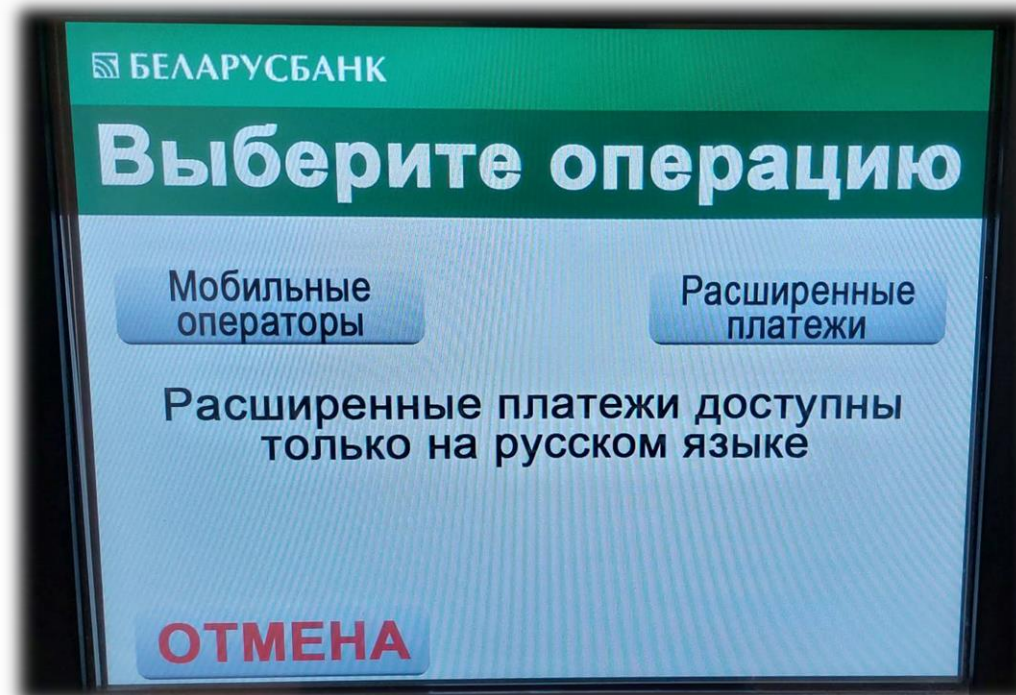 БЕЛАРУСБАНК
Выберите операцию
Мобильные
операторы
Расширенные
платежи
Расширенные платежи доступны
только на русском языке
ОТМЕНА